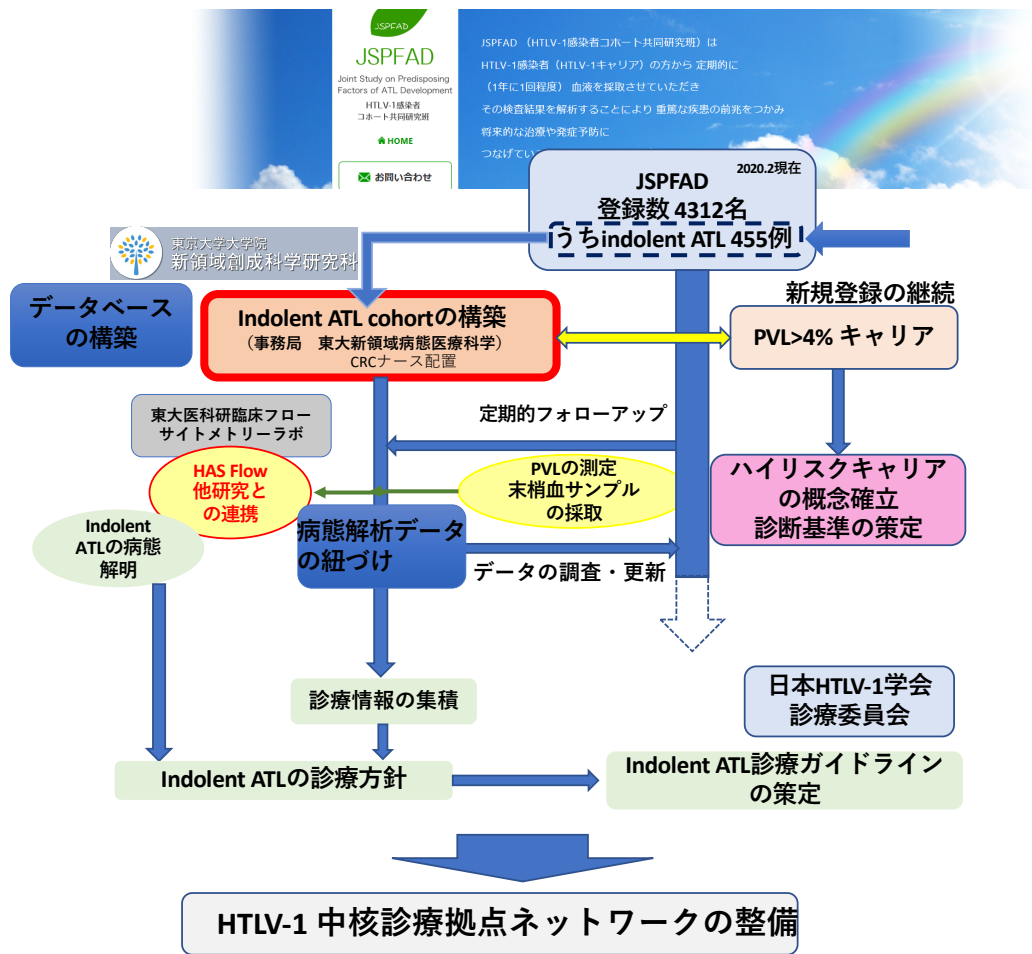 JSPFAD
JSPFAD
Joint Study on Predisposing
Factors of ATL Development
HTLV-1感染者
コホート共同研究班
HOME
お問い合わせ
JSPFAD （HTLV-1感染者コホート共同研究班）は
HTLV-1感染者（HTLV-1キャリア）の方から 定期的に
（1年に1回程度） 血液を採取させていただき
その検査結果を解析することにより 重篤な疾患の前兆をつかみ
将来的な治療や発症予防に
つなげてい
2020.2現在
JSPFAD
登録数 4312名
うちindolent ATL 455例
東京大学大学院
新領域創成科学研究科
データベース
の構築
Indolent ATL cohortの構築
（事務局　東大新領域病態医療科学）
CRCナース配置
新規登録の継続
PVL>4% キャリア
東大医科研臨床フロー
サイトメトリーラボ
定期的フォローアップ
HAS Flow
他研究と
の連携
PVLの測定
末梢血サンプル
の採取
ハイリスクキャリア
の概念確立
診断基準の策定
Indolent
ATLの病態
解明
病態解析データ
の紐づけ
データの調査・更新
診療情報の集積
日本HTLV-1学会
診療委員会
Indolent ATLの診療方針
Indolent ATL診療ガイドライン
の策定
HTLV-1 中核診療拠点ネットワークの整備